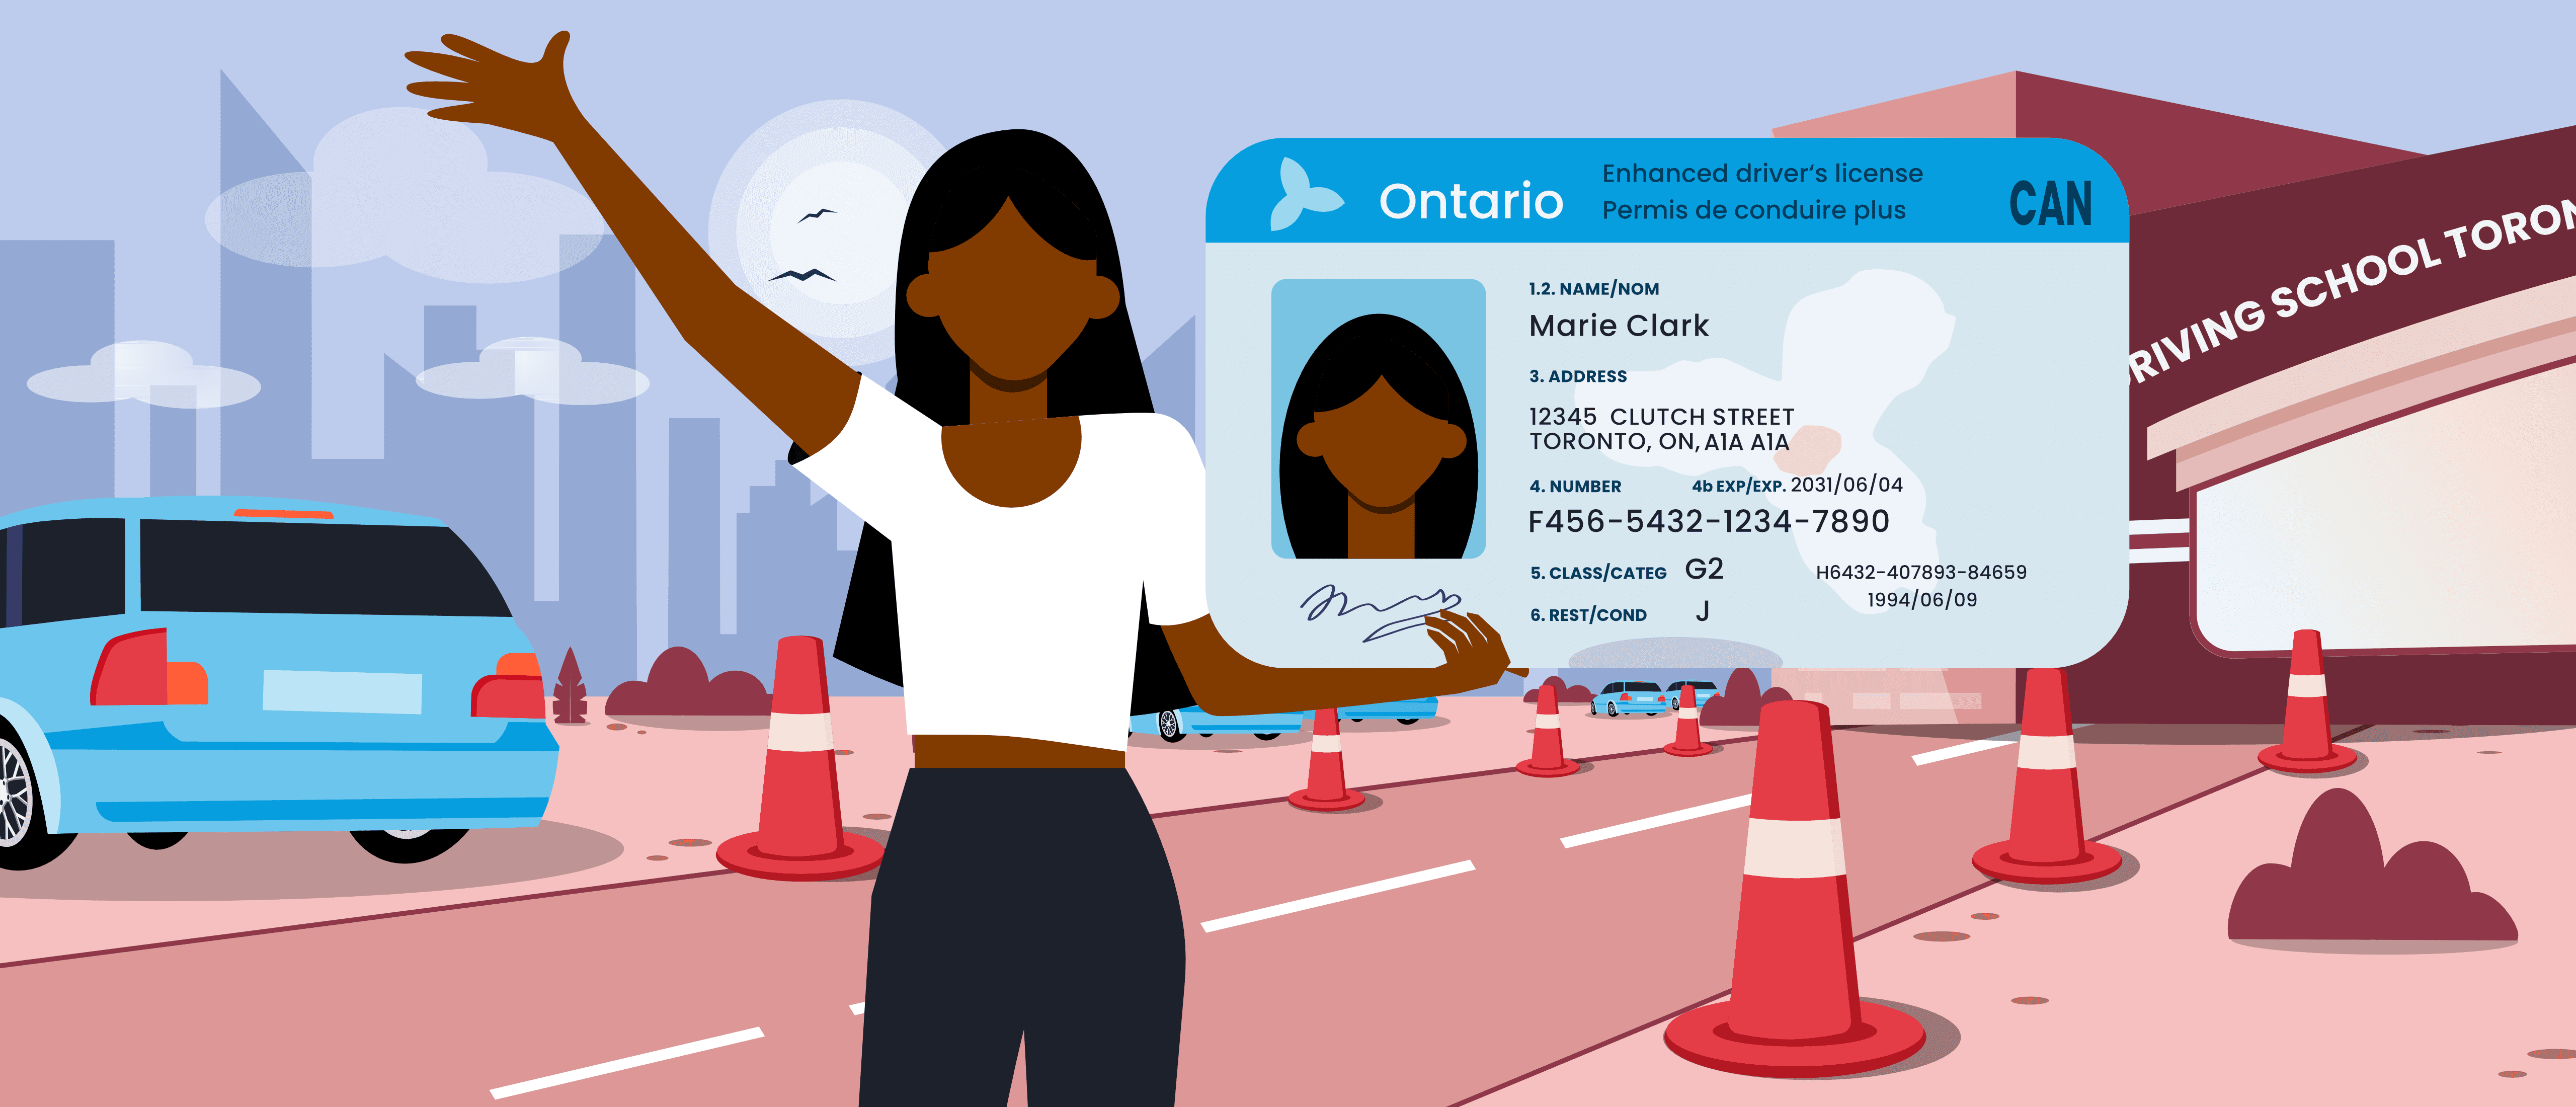 Ontario
Enhanced driver's license
Permis de conduire plus
CAN
1.2. NAME/NOM
Marie Clark
3. ADDRESS
12345 CLUTCH STREET
TORONTO, ON, A1A A1A
4. NUMBER 4b EXP/EXP. 2031/06/04
F456-5432-1234-7890
5. CLASS/CATEG G2
H6432-407893-84659
6. REST/COND J
1994/06/09
RIVING SCHOOL TORON